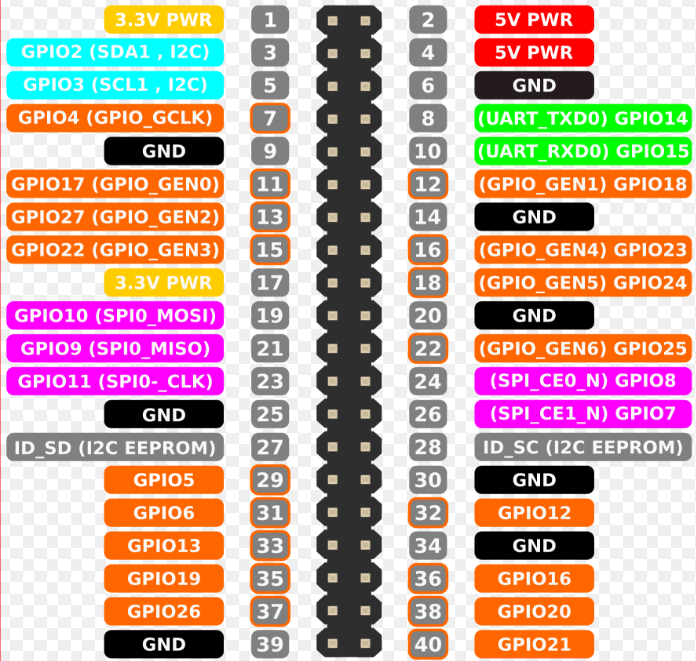 3.3V PWR 1 2 5V PWR
GPIO2 (SDA1 , I2C) 3 4 5V PWR
GPIO3 (SCL1 , I2C) 5 6 GND
GPIO4 (GPIO_GCLK) 7 8 (UART_TXD0) GPIO14
GND 9 10 (UART_RXD0) GPIO15
GPIO17 (GPIO_GEN0) 11 12 (GPIO_GEN1) GPIO18
GPIO27 (GPIO_GEN2) 13 14 GND
GPIO22 (GPIO_GEN3) 15 16 (GPIO_GEN4) GPIO23
3.3V PWR 17 18 (GPIO_GEN5) GPIO24
GPIO10 (SPI0_MOSI) 19 20 GND
GPIO9 (SPI0_MISO) 21 22 (GPIO_GEN6) GPIO25
GPIO11 (SPI0-_CLK) 23 24 (SPI_CE0_N) GPIO8
GND 25 26 (SPI_CE1_N) GPIO7
ID_SD (I2C EEPROM) 27 28 ID_SC (I2C EEPROM)
GPIO5 29 30 GND
GPIO6 31 32 GPIO12
GPIO13 33 34 GND
GPIO19 35 36 GPIO16
GPIO26 37 38 GPIO20
GND 39 40 GPIO21